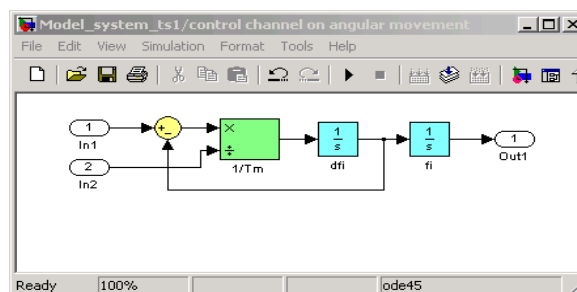 Model_system_ts1/control channel on angular movement
File Edit View Simulation Format Tools Help
1
In1
2
In2
+-
×
÷
1/Tm
1
s
dfi
1
s
fi
1
Out1
Ready 100% ode45